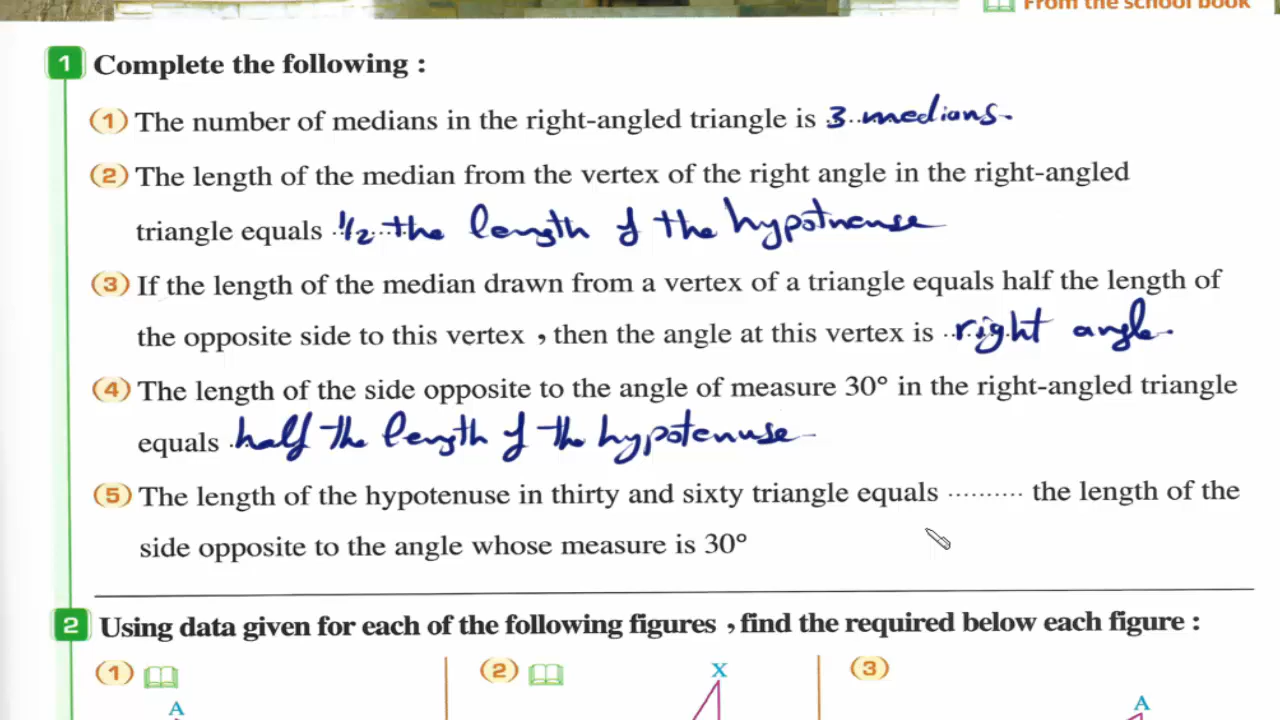 From the school book
1 Complete the following :
(1) The number of medians in the right-angled triangle is 3 medians.
(2) The length of the median from the vertex of the right angle in the right-angled
triangle equals 1/2 the length of the hypotnenuse
(3) If the length of the median drawn from a vertex of a triangle equals half the length of
the opposite side to this vertex , then the angle at this vertex is right angle.
(4) The length of the side opposite to the angle of measure 30° in the right-angled triangle
equals half the length of the hypotenuse
(5) The length of the hypotenuse in thirty and sixty triangle equals .......... the length of the
side opposite to the angle whose measure is 30°
2 Using data given for each of the following figures , find the required below each figure :
(1) (2) (3)
A X A